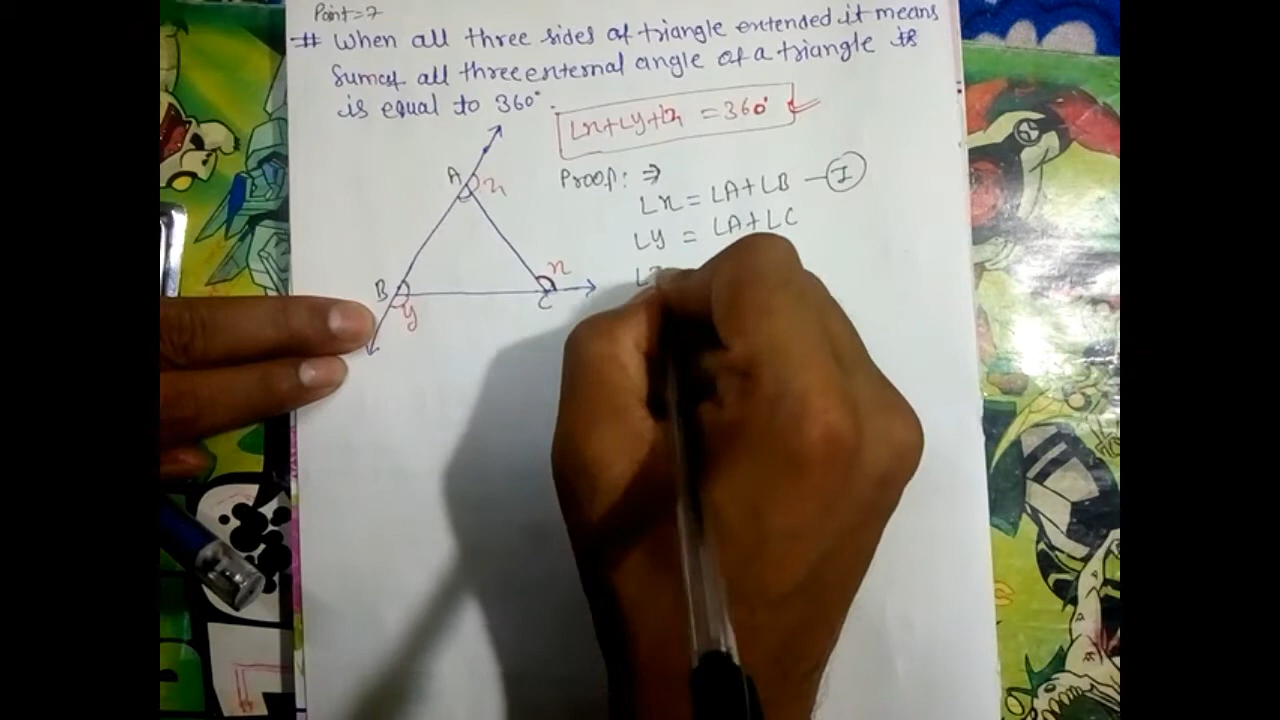 Point = 7
# When all three sides of triangle extended it means
Sum of all three external angle of a triangle is
is equal to 360°.
∠x+∠y+∠z = 360°
A
z
B
y
x
C
Proof: ⇒
∠x = ∠A+∠B — I
∠y = ∠A+∠C
∠z